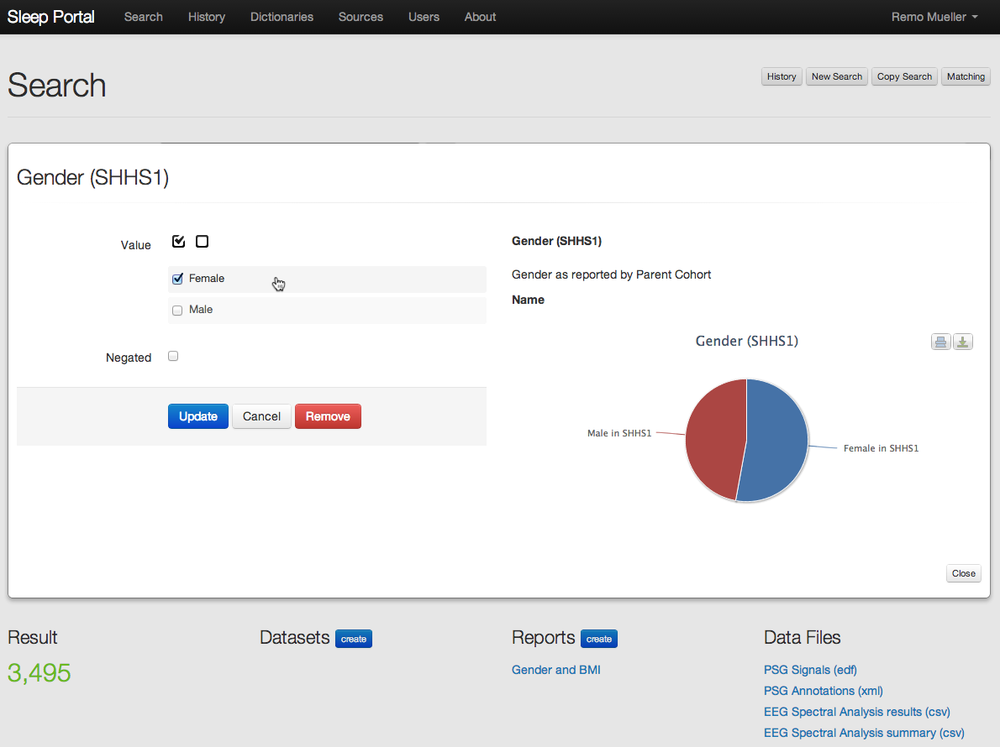 Sleep Portal Search History Dictionaries Sources Users About Remo Mueller
Search
History New Search Copy Search Matching
Gender (SHHS1)
Value
Female
Male
Negated
Update Cancel Remove
Gender (SHHS1)
Gender as reported by Parent Cohort
Name
Gender (SHHS1)
Male in SHHS1
Female in SHHS1
Close
Result
3,495
Datasets create
Reports create
Gender and BMI
Data Files
PSG Signals (edf)
PSG Annotations (xml)
EEG Spectral Analysis results (csv)
EEG Spectral Analysis summary (csv)